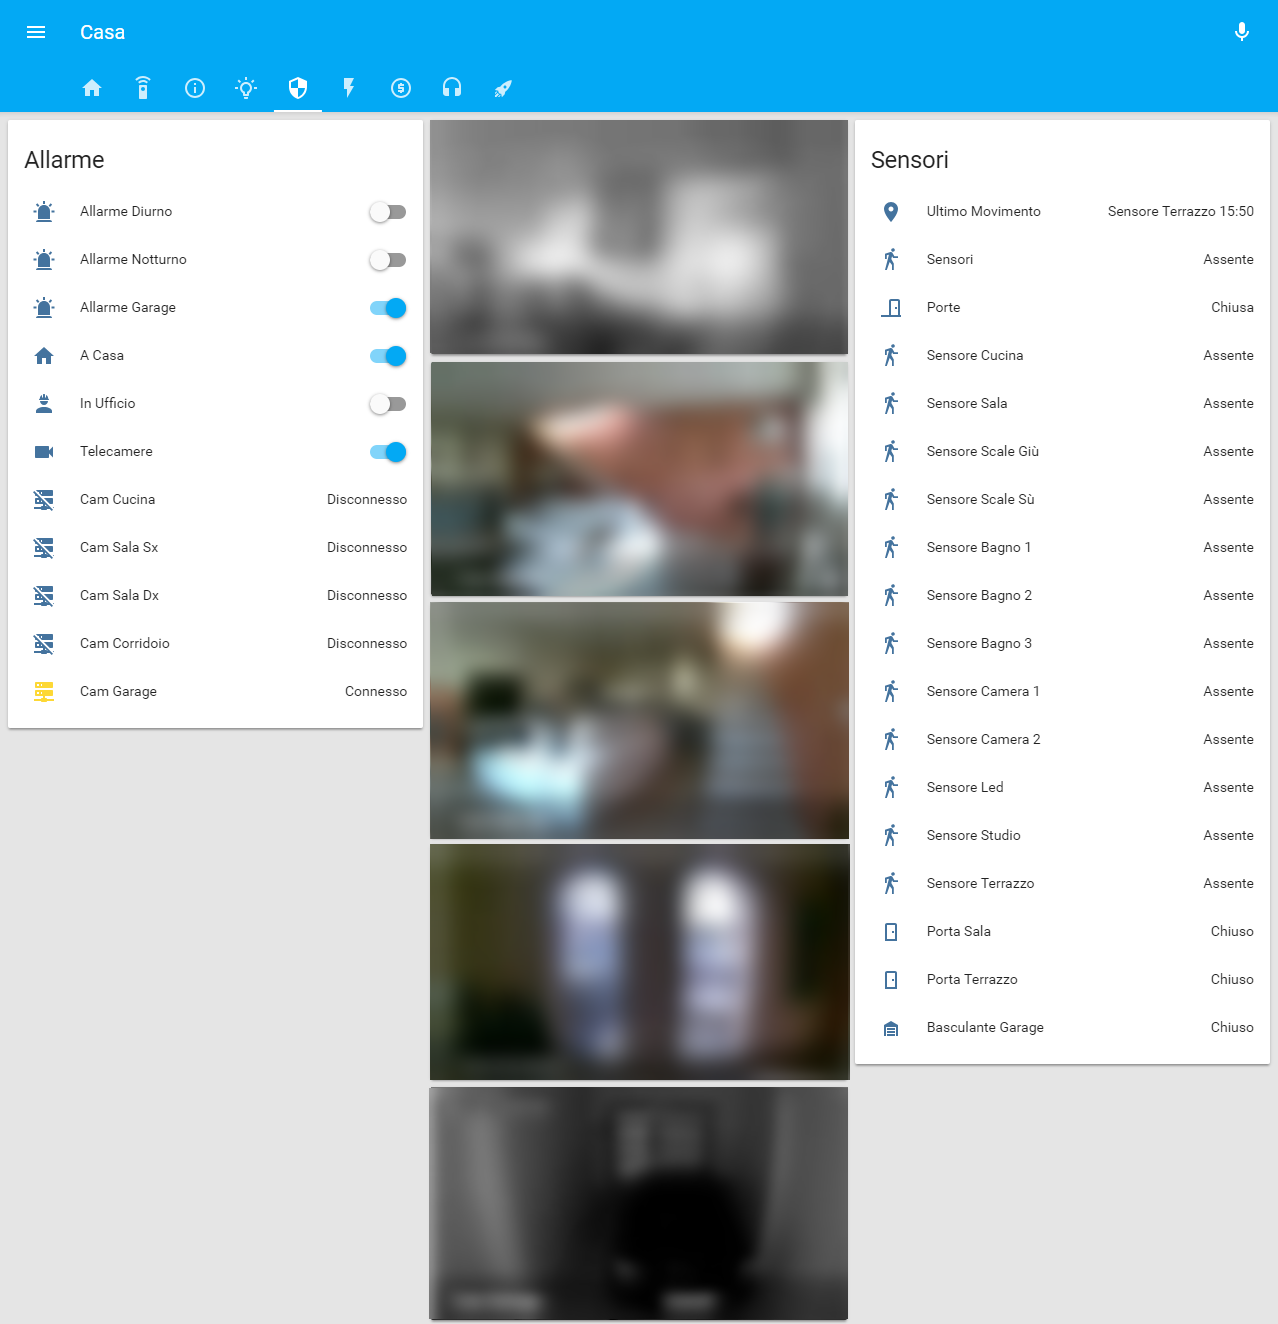 Casa
Allarme
Allarme Diurno
Allarme Notturno
Allarme Garage
A Casa
In Ufficio
Telecamere
Cam Cucina Disconnesso
Cam Sala Sx Disconnesso
Cam Sala Dx Disconnesso
Cam Corridoio Disconnesso
Cam Garage Connesso
Sensori
Ultimo Movimento Sensore Terrazzo 15:50
Sensori Assente
Porte Chiusa
Sensore Cucina Assente
Sensore Sala Assente
Sensore Scale Giù Assente
Sensore Scale Sù Assente
Sensore Bagno 1 Assente
Sensore Bagno 2 Assente
Sensore Bagno 3 Assente
Sensore Camera 1 Assente
Sensore Camera 2 Assente
Sensore Led Assente
Sensore Studio Assente
Sensore Terrazzo Assente
Porta Sala Chiuso
Porta Terrazzo Chiuso
Basculante Garage Chiuso